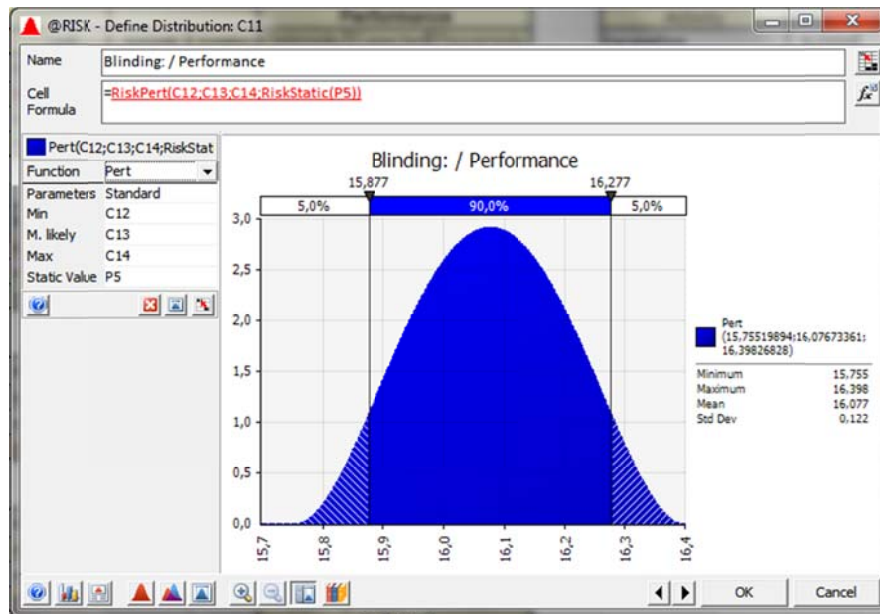 Performance
@RISK - Define Distribution: C11
Name
Blinding: / Performance
Cell Formula
=RiskPert(C12;C13;C14;RiskStatic(P5))
Pert(C12;C13;C14;RiskStat
Function Pert
Parameters Standard
Min C12
M. likely C13
Max C14
Static Value P5
Blinding: / Performance
15,877 16,277
5,0% 90,0% 5,0%
3,0
2,5
2,0
1,5
1,0
0,5
0,0
15,7 15,8 15,9 16,0 16,1 16,2 16,3 16,4
Pert
(15,75519894;16,07673361;
16,39826828)
Minimum 15,755
Maximum 16,398
Mean 16,077
Std Dev 0,122
OK Cancel